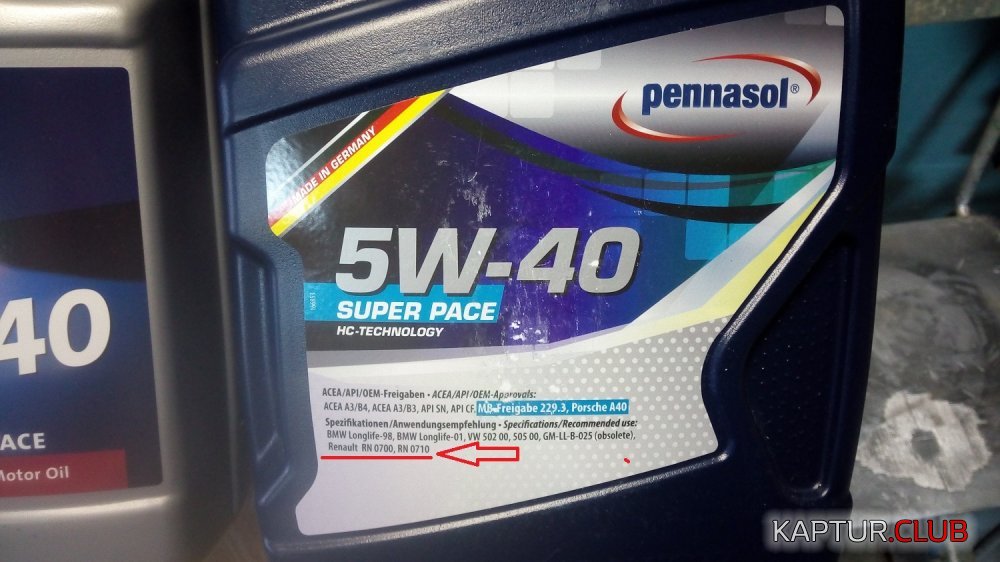 pennasol®
MADE IN GERMANY
5W-40
SUPER PACE
HC-TECHNOLOGY
ACEA/API/OEM-Freigaben • ACEA/API/OEM-Approvals:
ACEA A3/B4, ACEA A3/B3, API SN, API CF, MB-Freigabe 229.3, Porsche A40
Spezifikationen/Anwendungsempfehlung • Specifications/Recommended use:
BMW Longlife-98, BMW Longlife-01, VW 502 00, 505 00, GM-LL-B-025 (obsolete),
Renault RN 0700, RN 0710
40
ACE
Motor Oil
KAPTUR.CLUB